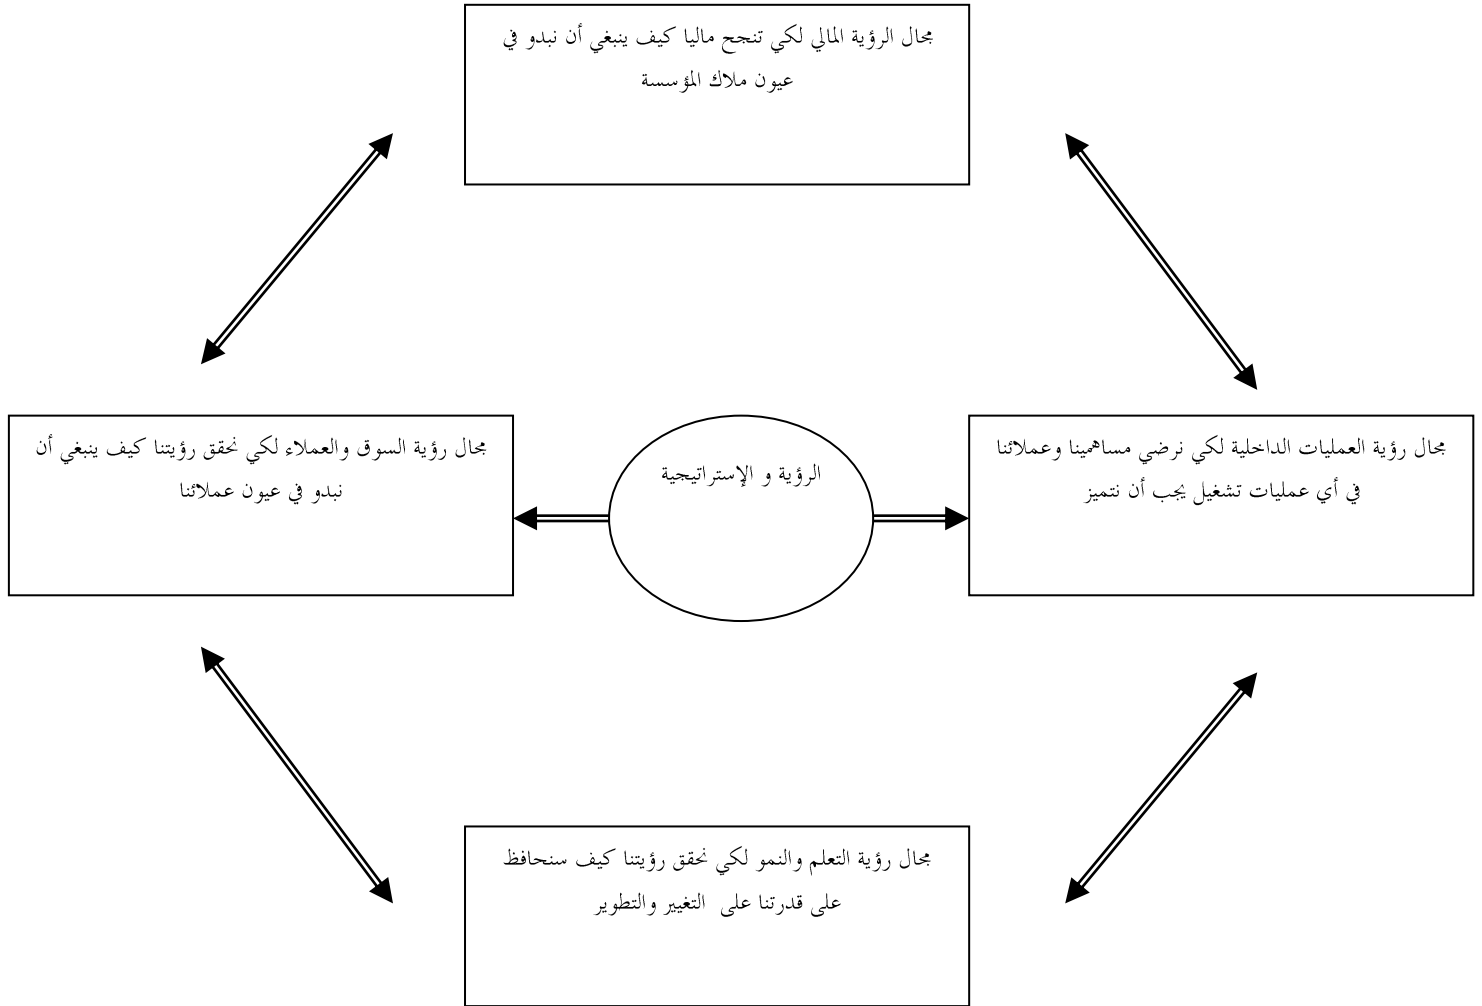 مجال الرؤية المالي لكي تنجح ماليا كيف ينبغي أن نبدو في
عيون ملاك المؤسسة
مجال رؤية العمليات الداخلية لكي نرضي مساهمينا وعملائنا
في أي عمليات تشغيل يجب أن نتميز
الرؤية و الإستراتيجية
مجال رؤية السوق والعملاء لكي نحقق رؤيتنا كيف ينبغي أن
نبدو في عيون عملائنا
مجال رؤية التعلم والنمو لكي نحقق رؤيتنا كيف سنحافظ
على قدرتنا على التغيير والتطوير